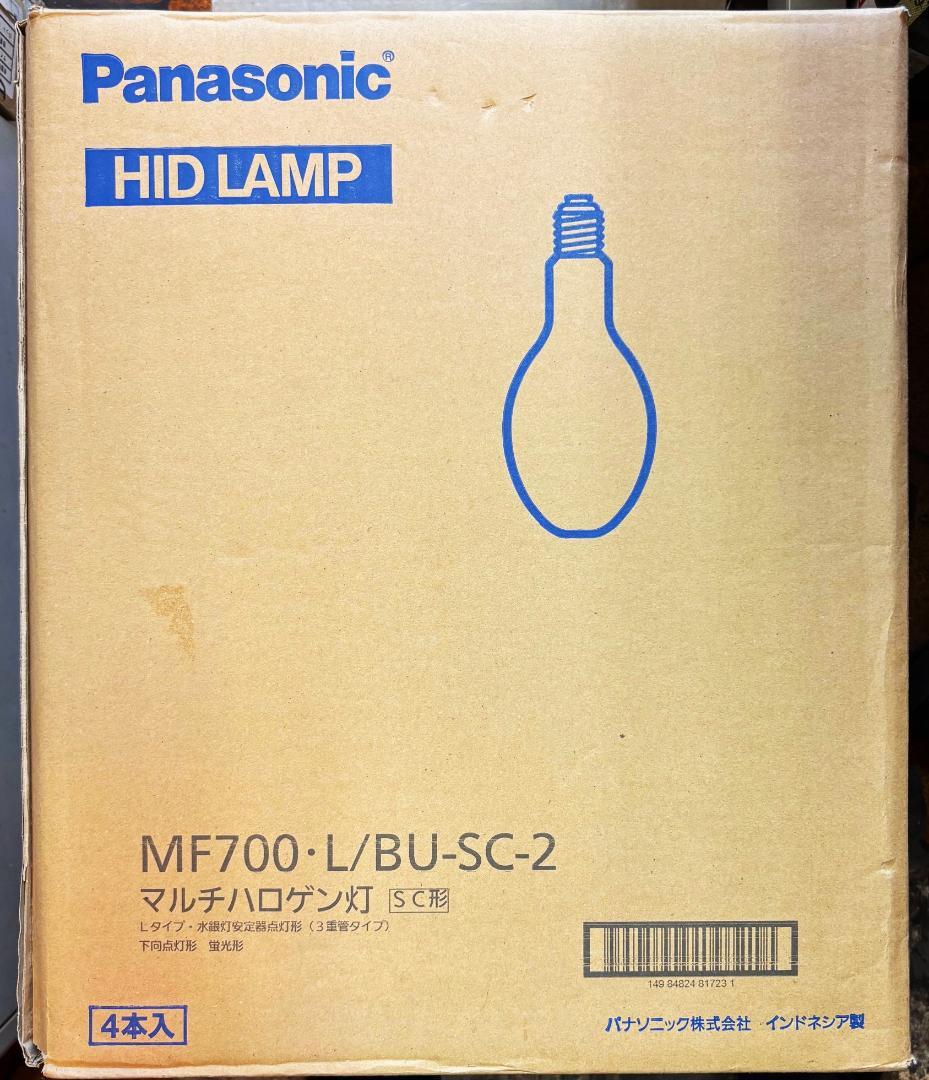 Panasonic®
HID LAMP
MF700・L/BU-SC-2
マルチハロゲン灯 SC形
Lタイプ・水銀灯安定器点灯形（3重管タイプ）
下向点灯形 蛍光形
149 84824 81723 1
4本入
パナソニック株式会社 インドネシア製